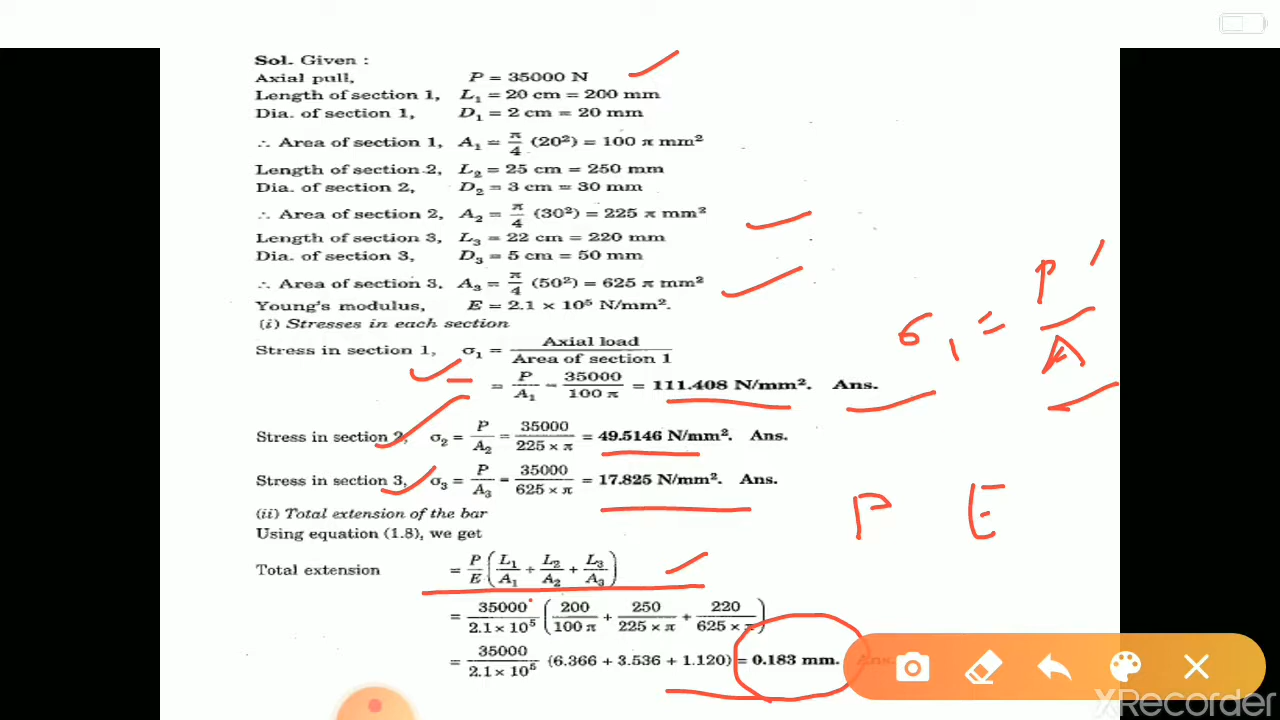 Sol. Given :
Axial pull, P = 35000 N
Length of section 1, L₁ = 20 cm = 200 mm
Dia. of section 1, D₁ = 2 cm = 20 mm
∴ Area of section 1, A₁ = π/4 (20²) = 100 π mm²
Length of section 2, L₂ = 25 cm = 250 mm
Dia. of section 2, D₂ = 3 cm = 30 mm
∴ Area of section 2, A₂ = π/4 (30²) = 225 π mm²
Length of section 3, L₃ = 22 cm = 220 mm
Dia. of section 3, D₃ = 5 cm = 50 mm
∴ Area of section 3, A₃ = π/4 (50²) = 625 π mm²
Young's modulus, E = 2.1 × 10⁵ N/mm².
(i) Stresses in each section
Stress in section 1, σ₁ = Axial load / Area of section 1
= P/A₁ = 35000 / 100 π = 111.408 N/mm². Ans.
σ₁ = P/A
Stress in section 2, σ₂ = P/A₂ = 35000 / 225 × π = 49.5146 N/mm². Ans.
Stress in section 3, σ₃ = P/A₃ = 35000 / 625 × π = 17.825 N/mm². Ans.
P E
(ii) Total extension of the bar
Using equation (1.8), we get
Total extension = P/E (L₁/A₁ + L₂/A₂ + L₃/A₃)
= 35000 / 2.1 × 10⁵ (200 / 100 π + 250 / 225 × π + 220 / 625 × π)
= 35000 / 2.1 × 10⁵ (6.366 + 3.536 + 1.120) = 0.183 mm. Ans.
XRecorder